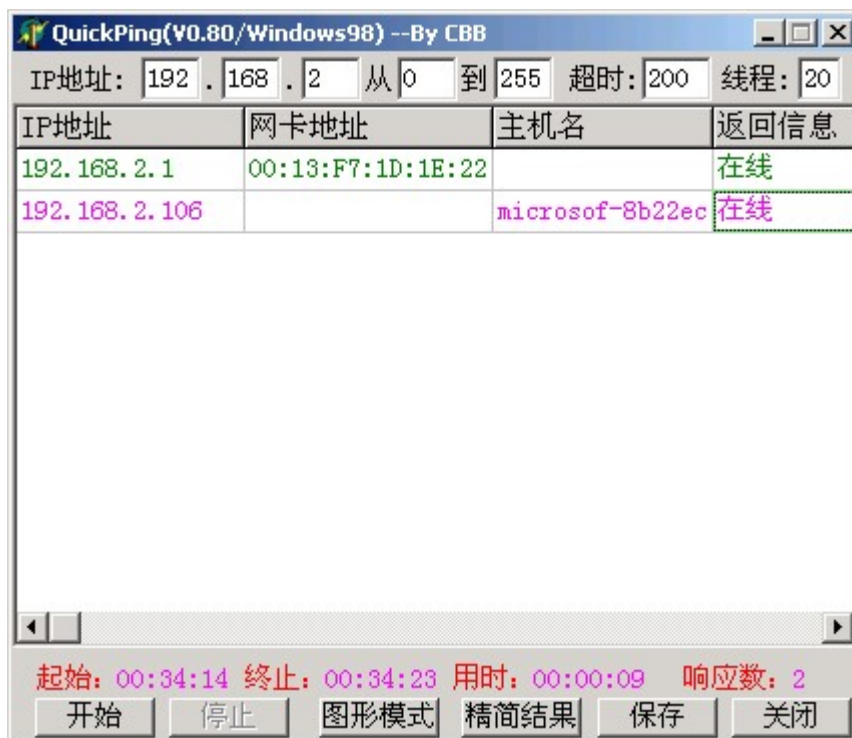 QuickPing(V0.80/Windows98) --By CBB
IP地址: 192 . 168 . 2 从 0 到 255 超时: 200 线程: 20
IP地址 网卡地址 主机名 返回信息
192.168.2.1 00:13:F7:1D:1E:22 在线
192.168.2.106 microsof-8b22ec 在线
起始: 00:34:14 终止: 00:34:23 用时: 00:00:09 响应数: 2
开始 停止 图形模式 精简结果 保存 关闭